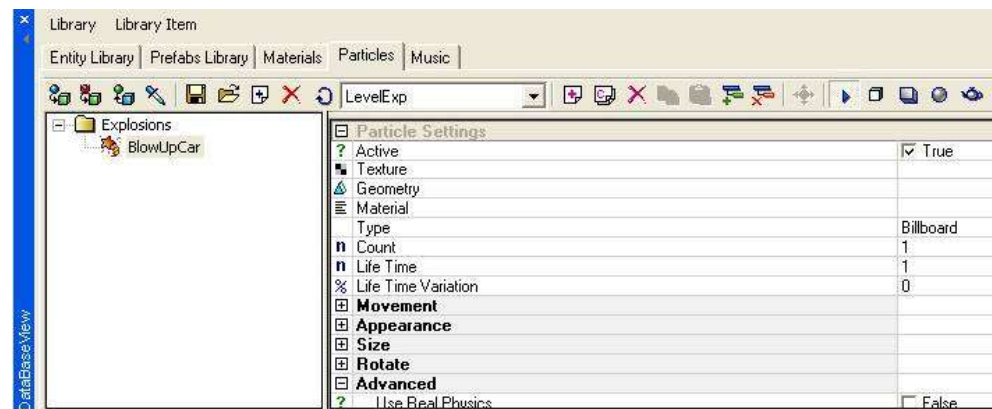 Library Library Item
Entity Library Prefabs Library Materials Particles Music
LevelExp
Explosions
BlowUpCar
Particle Settings
? Active True
Texture
Geometry
Material
Type Billboard
n Count 1
n Life Time 1
% Life Time Variation 0
Movement
Appearance
Size
Rotate
Advanced
? Use Real Physics False
DataBaseView